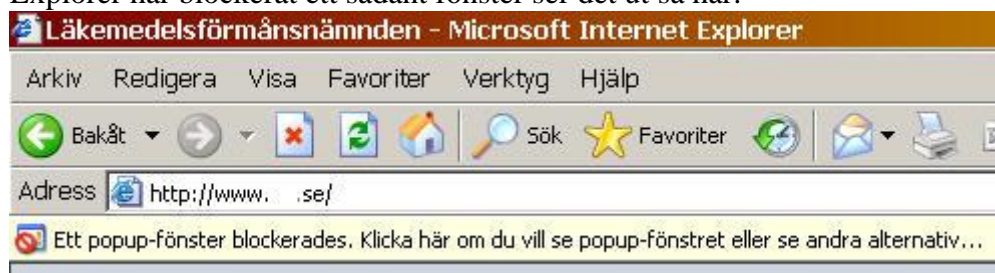 Explorer har blockerat ett sådant fönster ser det ut så här:
Läkemedelsförmånsnämnden - Microsoft Internet Explorer
Arkiv Redigera Visa Favoriter Verktyg Hjälp
Bakåt Sök Favoriter
Adress http://www. .se/
Ett popup-fönster blockerades. Klicka här om du vill se popup-fönstret eller se andra alternativ...